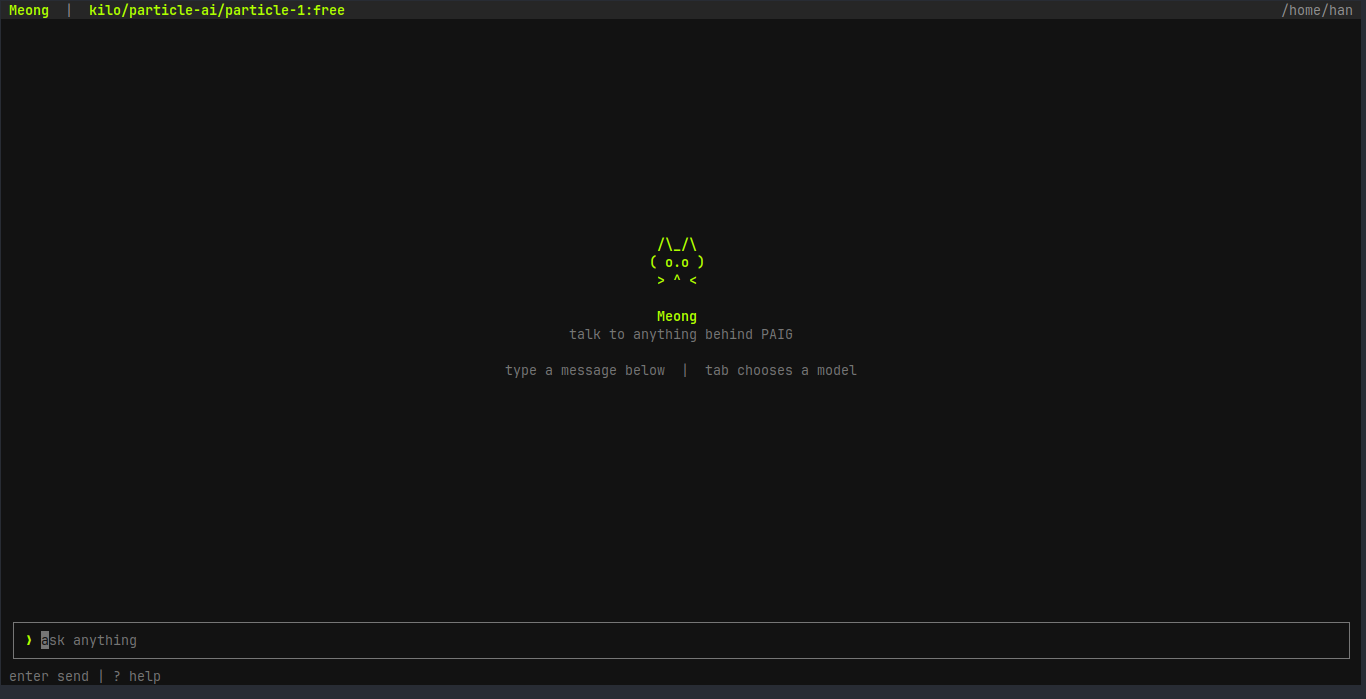 Meong | kilo/particle-ai/particle-1:free /home/han
/\_/\
( o.o )
> ^ <
Meong
talk to anything behind PAIG
type a message below | tab chooses a model
❯ ask anything
enter send | ? help